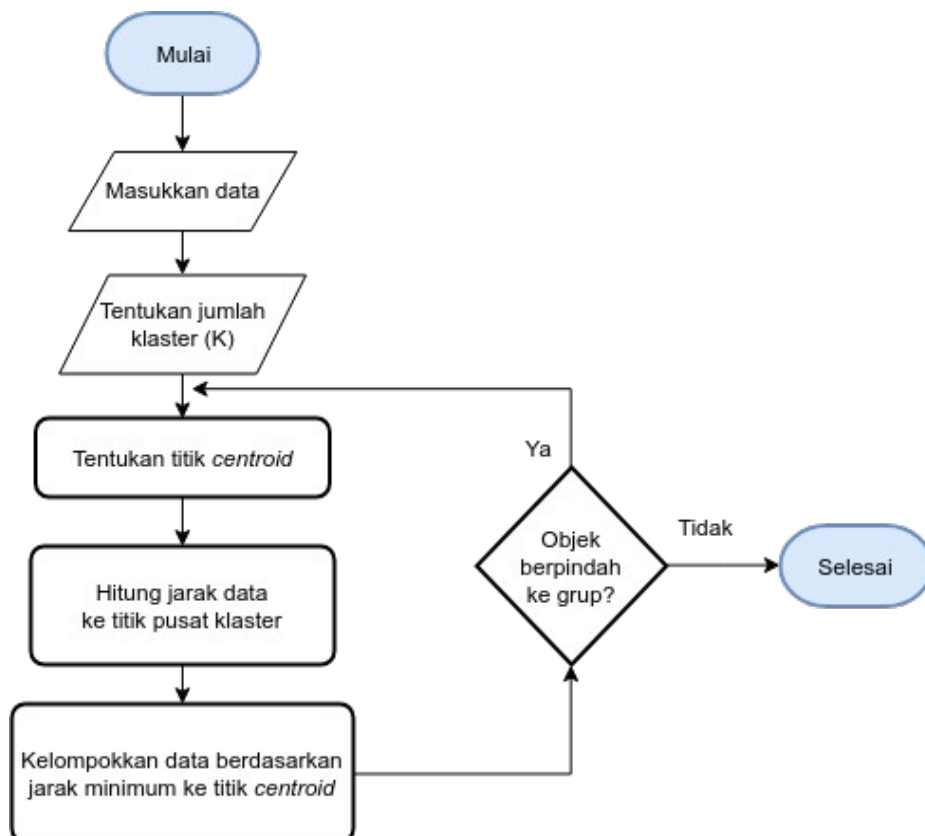 Mulai
Masukkan data
Tentukan jumlah
klaster (K)
Tentukan titik centroid
Hitung jarak data
ke titik pusat klaster
Kelompokkan data berdasarkan
jarak minimum ke titik centroid
Ya
Objek
berpindah
ke grup?
Tidak
Selesai